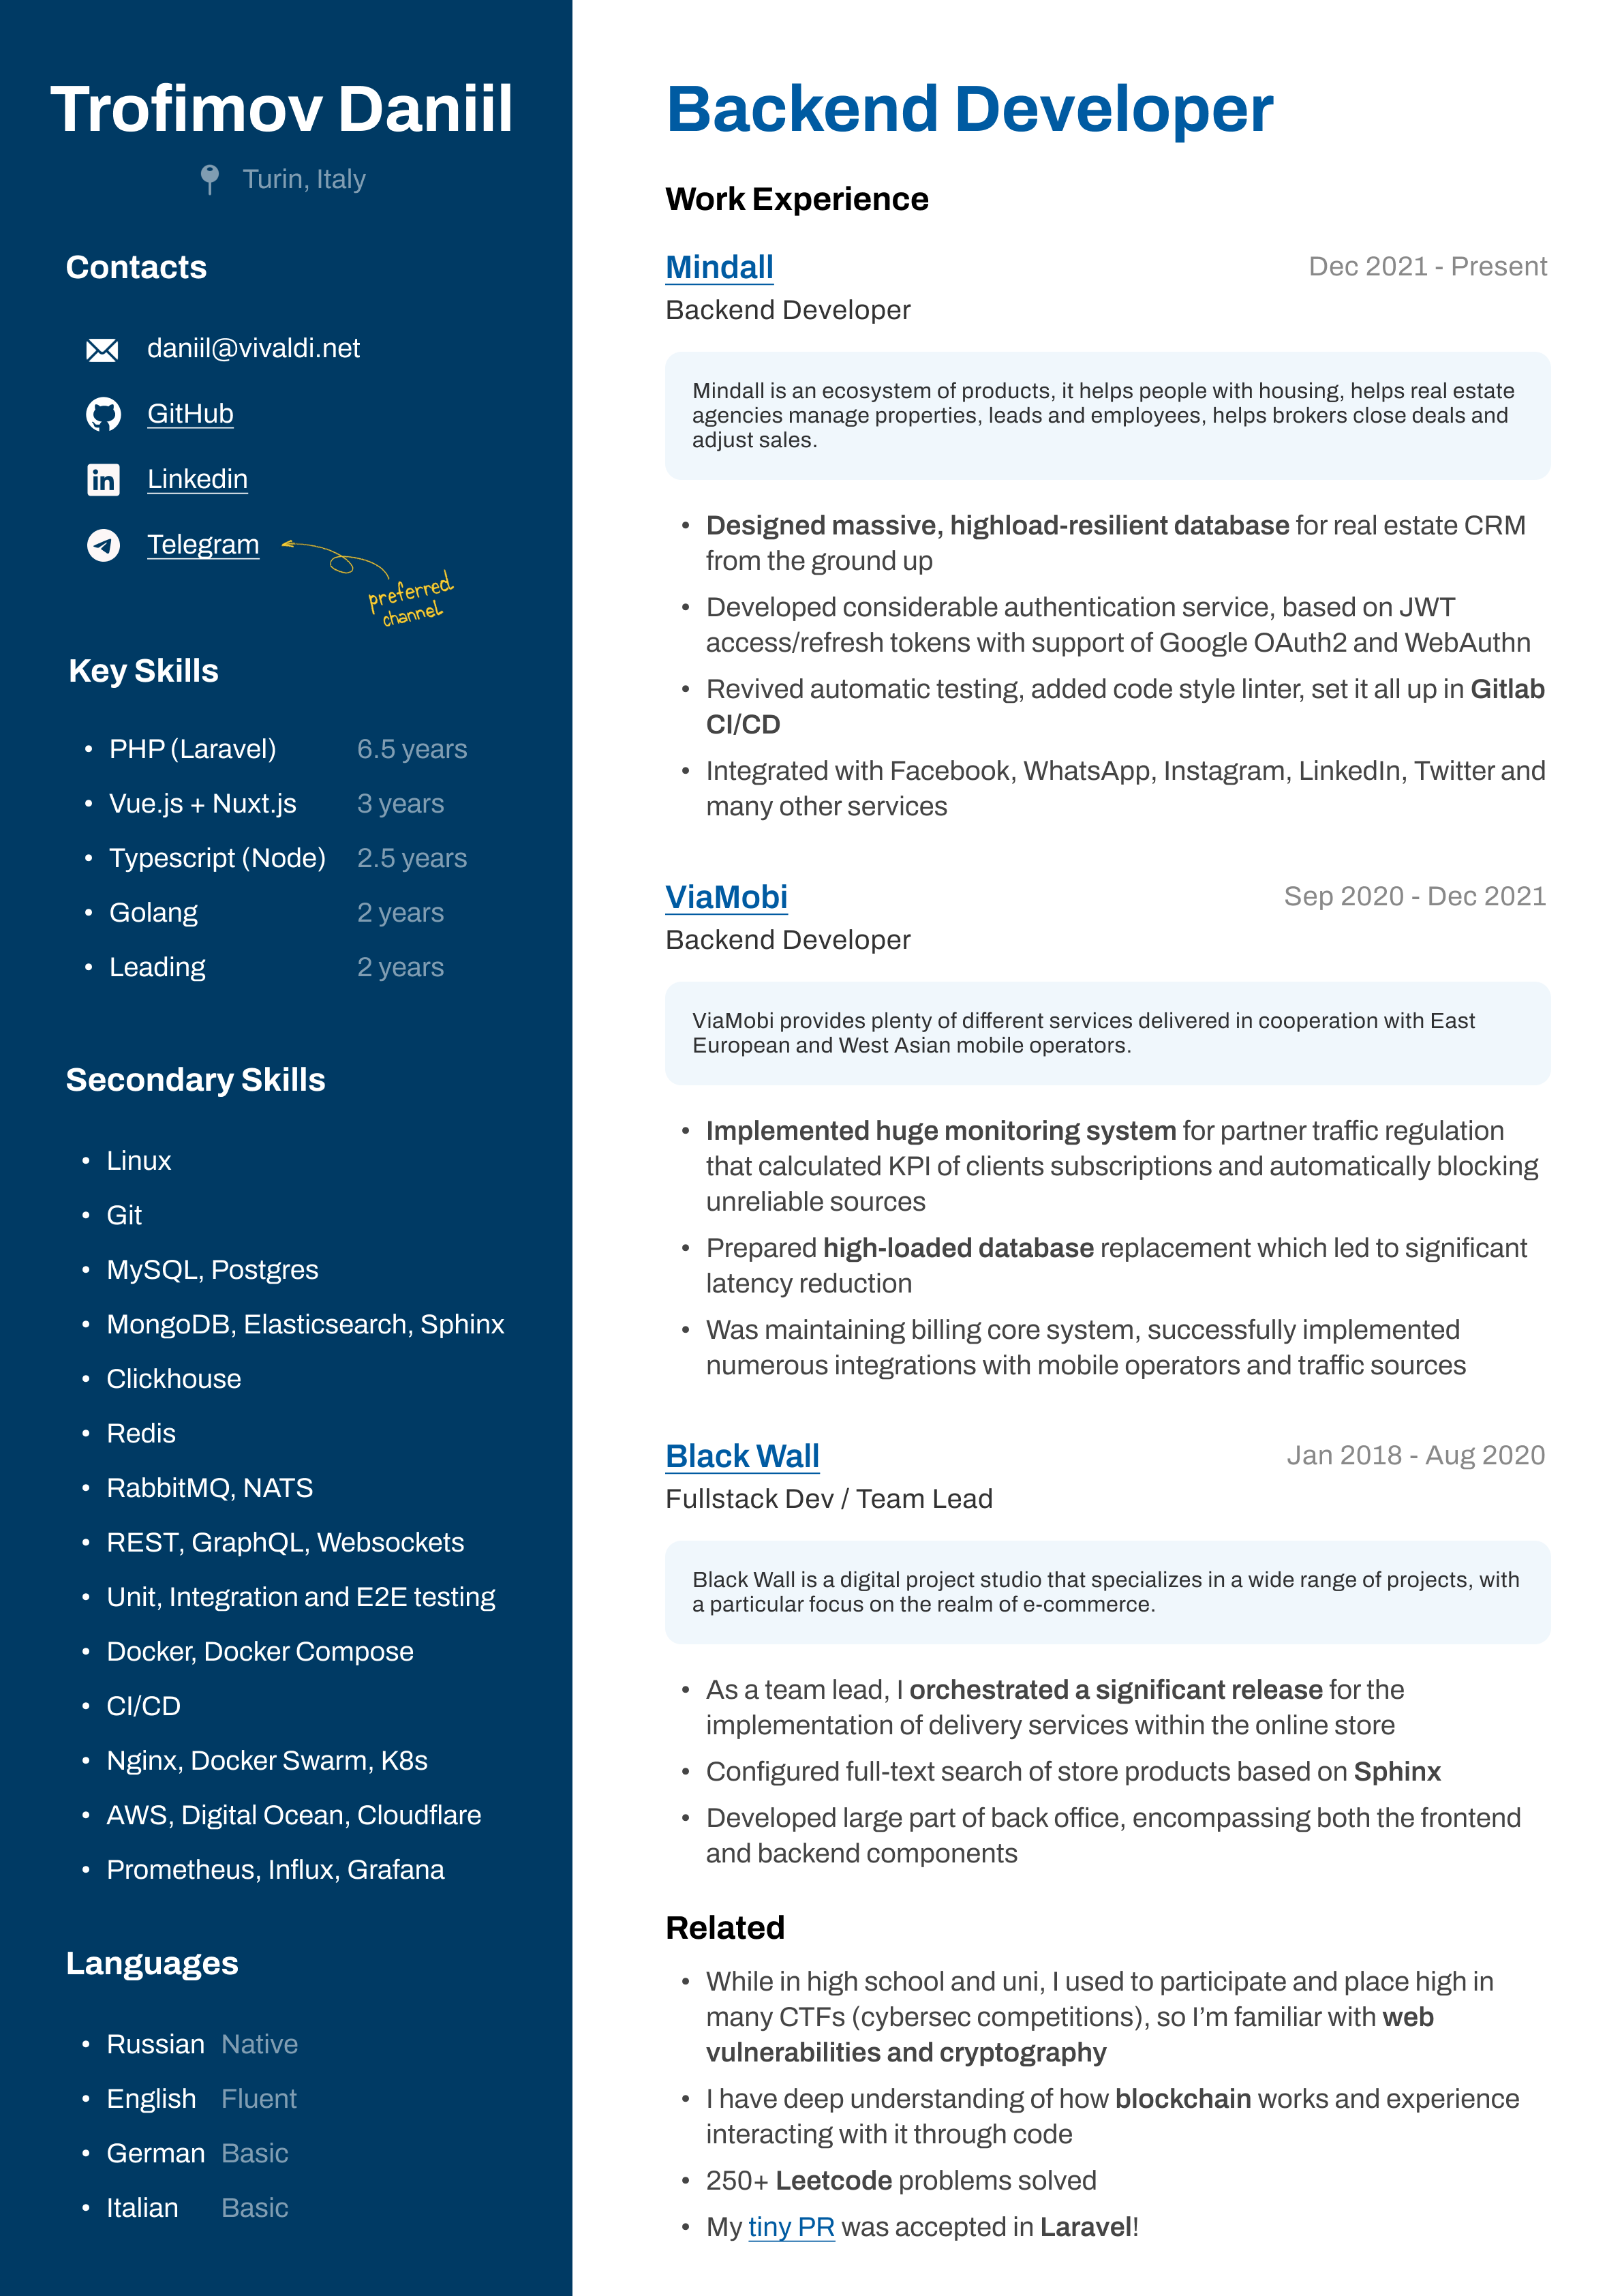 Trofimov Daniil
Turin, Italy
Contacts
daniil@vivaldi.net
GitHub
Linkedin
Telegram
preferred
channel
Key Skills
• PHP (Laravel) 6.5 years
• Vue.js + Nuxt.js 3 years
• Typescript (Node) 2.5 years
• Golang 2 years
• Leading 2 years
Secondary Skills
• Linux
• Git
• MySQL, Postgres
• MongoDB, Elasticsearch, Sphinx
• Clickhouse
• Redis
• RabbitMQ, NATS
• REST, GraphQL, Websockets
• Unit, Integration and E2E testing
• Docker, Docker Compose
• CI/CD
• Nginx, Docker Swarm, K8s
• AWS, Digital Ocean, Cloudflare
• Prometheus, Influx, Grafana
Languages
• Russian Native
• English Fluent
• German Basic
• Italian Basic
Backend Developer
Work Experience
Mindall Dec 2021 - Present
Backend Developer
Mindall is an ecosystem of products, it helps people with housing, helps real estate
agencies manage properties, leads and employees, helps brokers close deals and
adjust sales.
• Designed massive, highload-resilient database for real estate CRM
from the ground up
• Developed considerable authentication service, based on JWT
access/refresh tokens with support of Google OAuth2 and WebAuthn
• Revived automatic testing, added code style linter, set it all up in Gitlab
CI/CD
• Integrated with Facebook, WhatsApp, Instagram, LinkedIn, Twitter and
many other services
ViaMobi Sep 2020 - Dec 2021
Backend Developer
ViaMobi provides plenty of different services delivered in cooperation with East
European and West Asian mobile operators.
• Implemented huge monitoring system for partner traffic regulation
that calculated KPI of clients subscriptions and automatically blocking
unreliable sources
• Prepared high-loaded database replacement which led to significant
latency reduction
• Was maintaining billing core system, successfully implemented
numerous integrations with mobile operators and traffic sources
Black Wall Jan 2018 - Aug 2020
Fullstack Dev / Team Lead
Black Wall is a digital project studio that specializes in a wide range of projects, with
a particular focus on the realm of e-commerce.
• As a team lead, I orchestrated a significant release for the
implementation of delivery services within the online store
• Configured full-text search of store products based on Sphinx
• Developed large part of back office, encompassing both the frontend
and backend components
Related
• While in high school and uni, I used to participate and place high in
many CTFs (cybersec competitions), so I’m familiar with web
vulnerabilities and cryptography
• I have deep understanding of how blockchain works and experience
interacting with it through code
• 250+ Leetcode problems solved
• My tiny PR was accepted in Laravel!